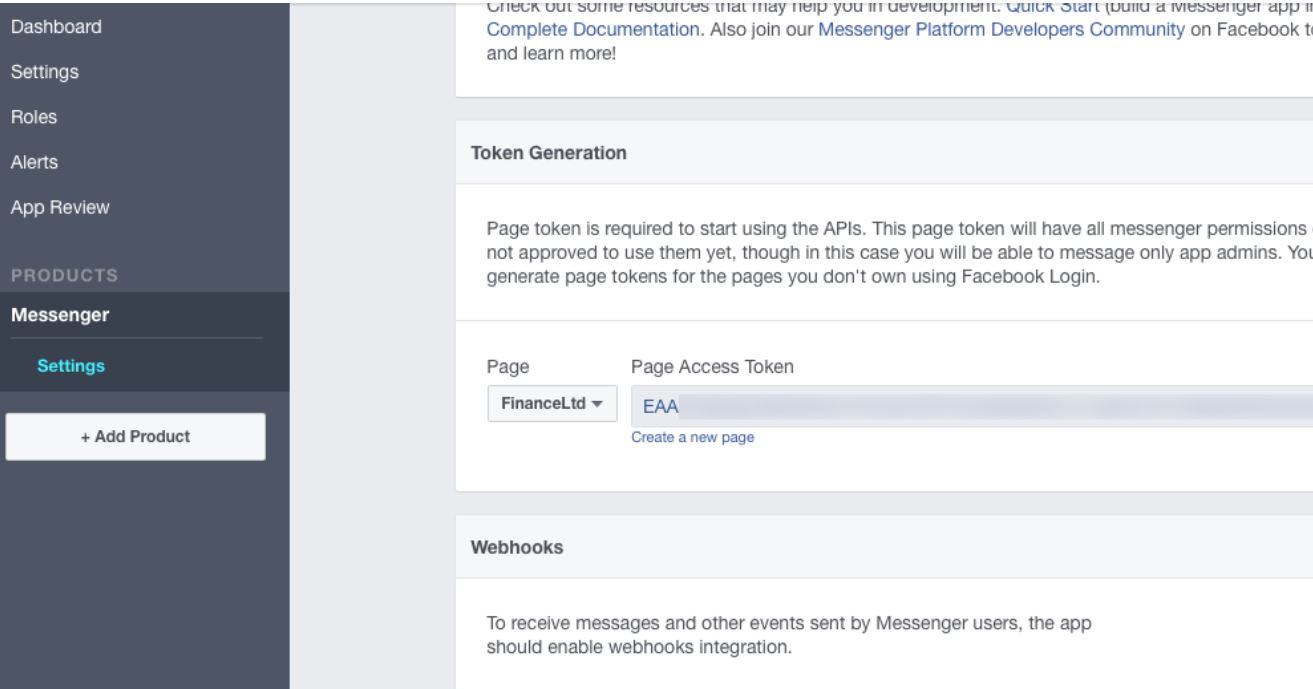 Dashboard
Settings
Roles
Alerts
App Review
PRODUCTS
Messenger
Settings
+ Add Product
Check out some resources that may help you in development. Quick Start (build a Messenger app in
Complete Documentation. Also join our Messenger Platform Developers Community on Facebook to
and learn more!
Token Generation
Page token is required to start using the APIs. This page token will have all messenger permissions
not approved to use them yet, though in this case you will be able to message only app admins. You
generate page tokens for the pages you don't own using Facebook Login.
Page
Page Access Token
FinanceLtd
EAA
Create a new page
Webhooks
To receive messages and other events sent by Messenger users, the app
should enable webhooks integration.